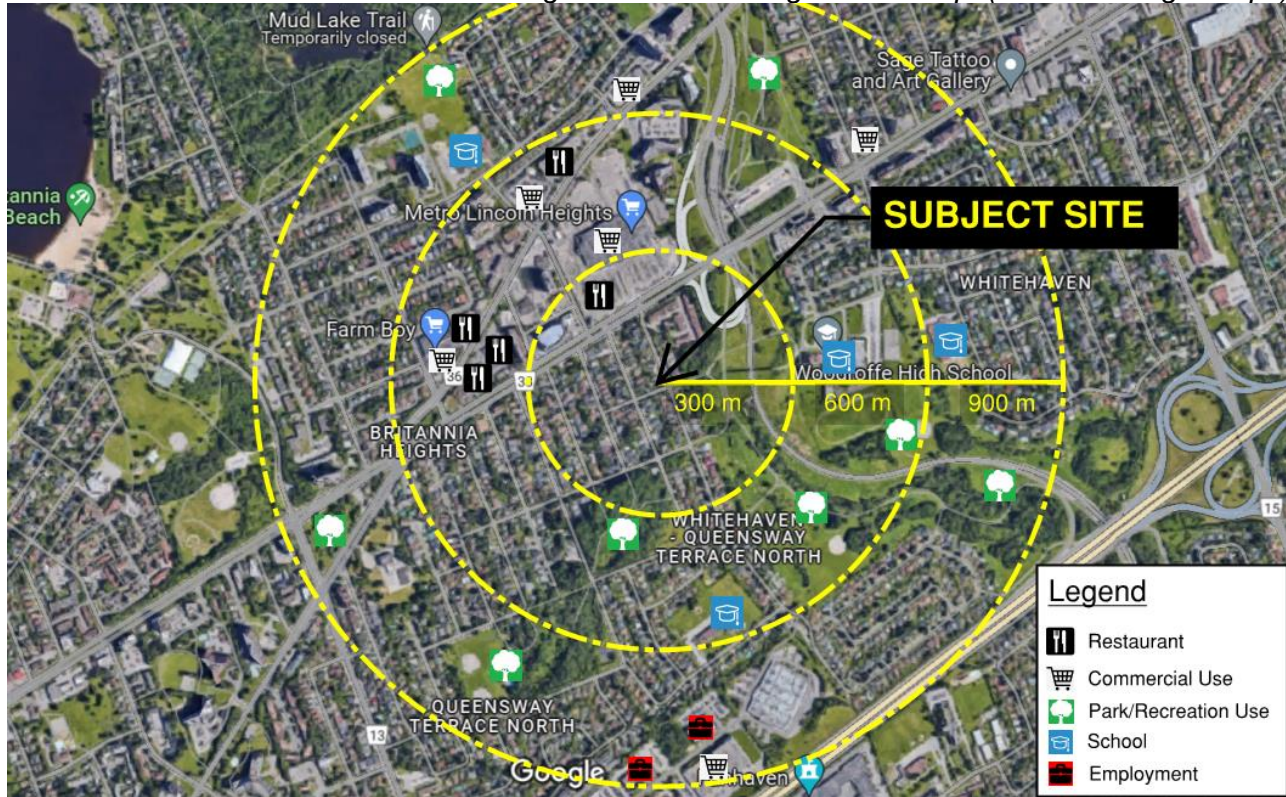 Mud Lake Trail
Temporarily closed
Sage Tattoo
and Art Gallery
tannia
Beach
Metro Lincoln Heights
SUBJECT SITE
WHITEHAVEN
Farm Boy
36
Woodroffe High School
300 m
600 m
900 m
BRITANNIA
HEIGHTS
WHITEHAVEN
- QUEENSWAY
TERRACE NORTH
15
QUEENSWAY
TERRACE NORTH
13
Google
Legend
Restaurant
Commercial Use
Park/Recreation Use
School
Employment